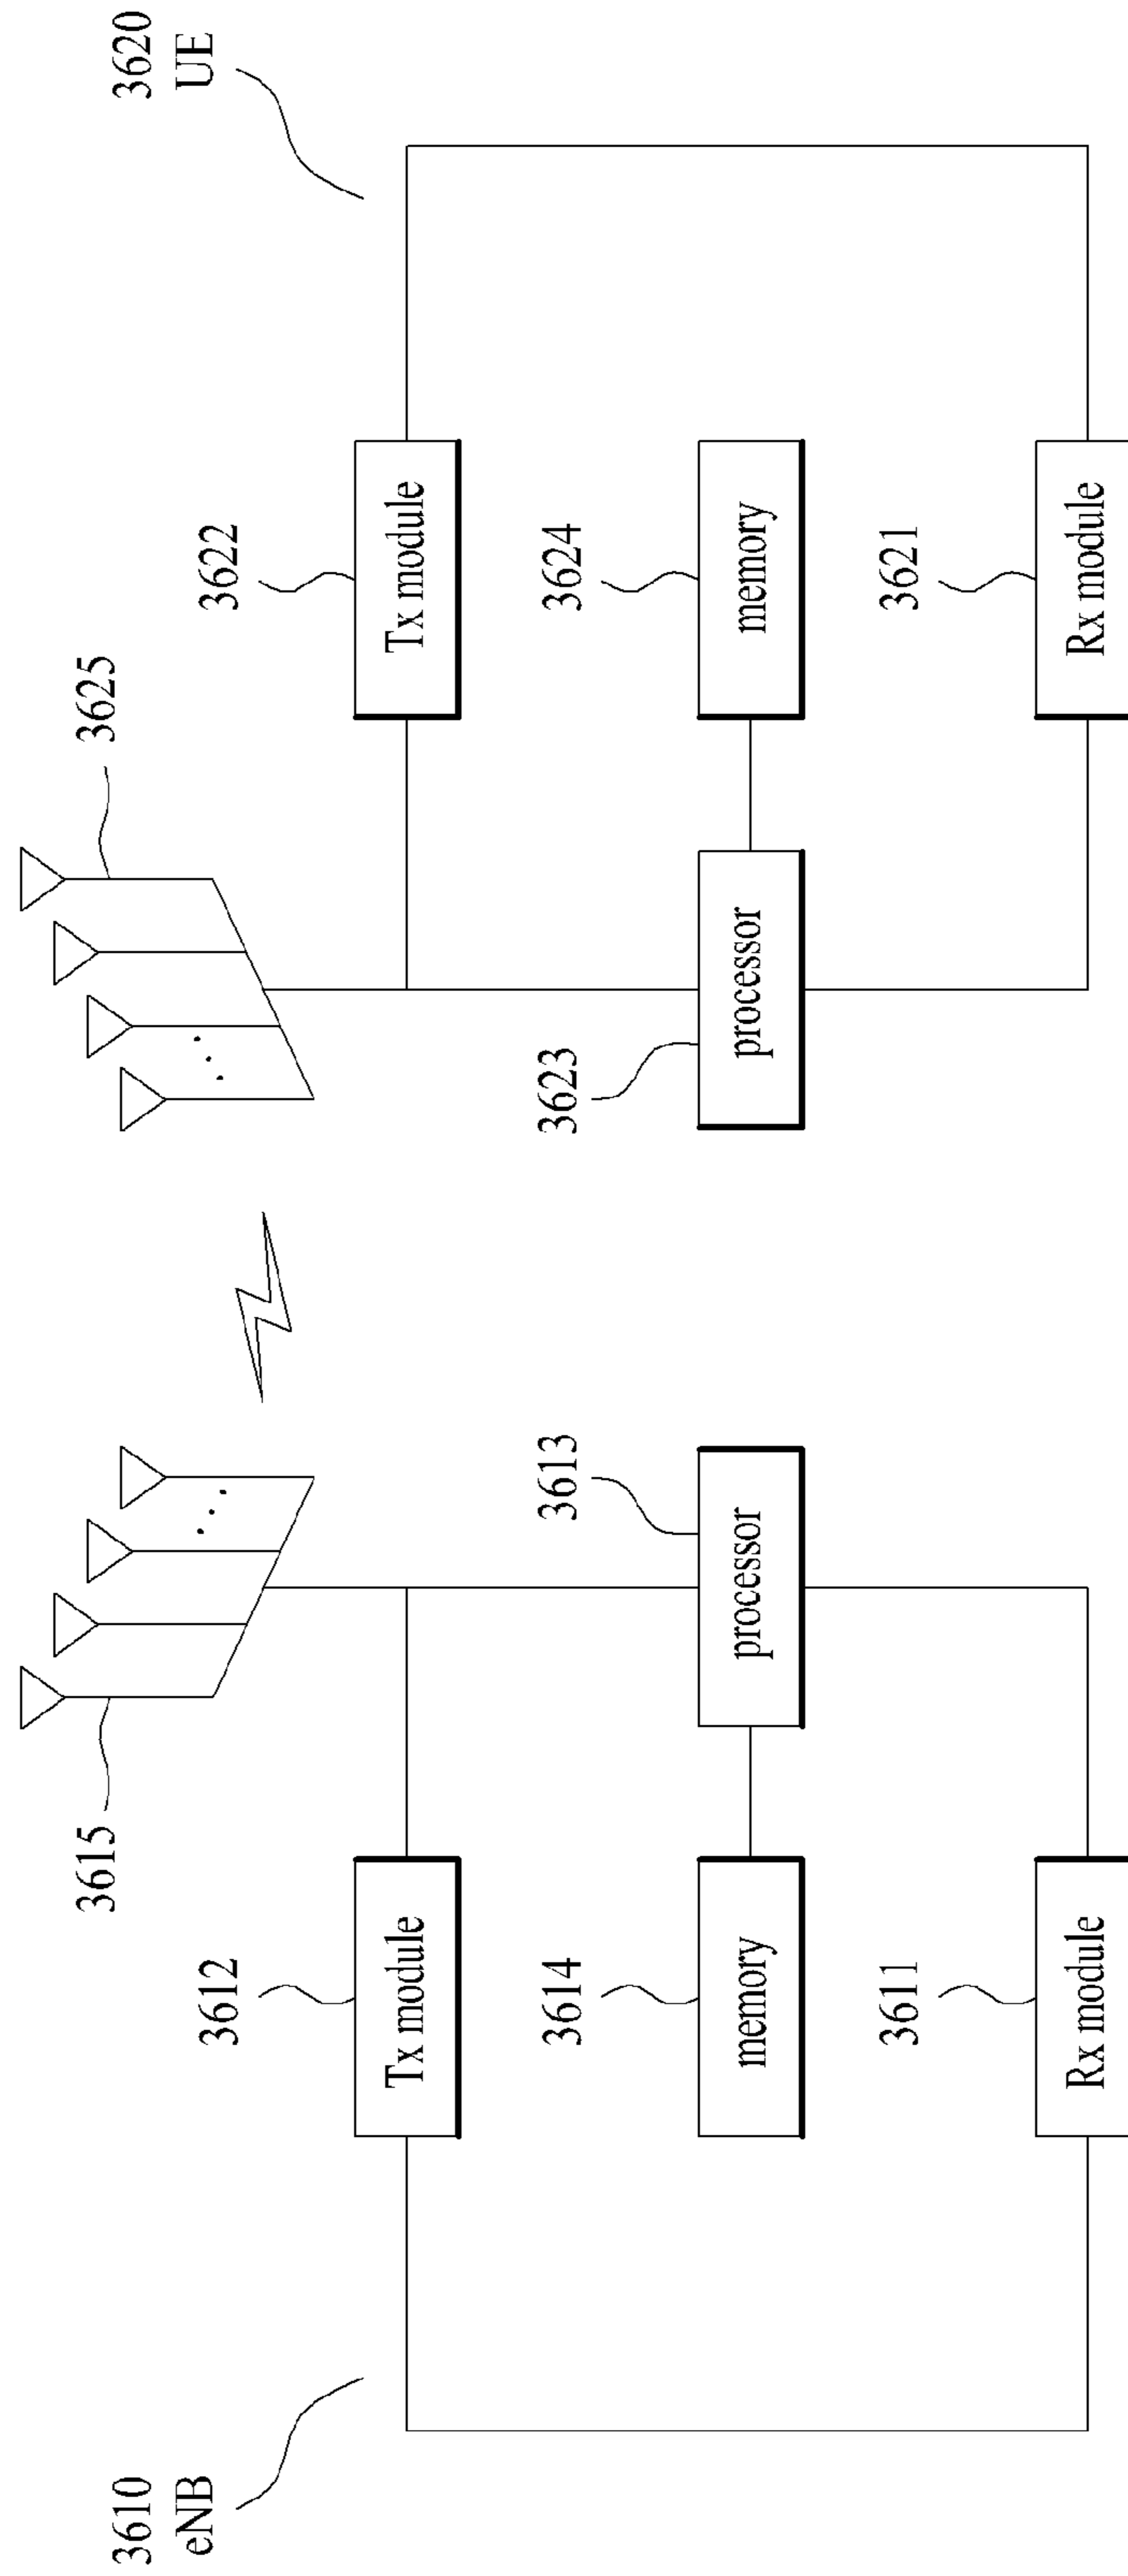 3610
eNB
3615
3612
Tx module
3614
memory
3613
processor
3611
Rx module
3620
UE
3625
3622
Tx module
3623
processor
3624
memory
3621
Rx module